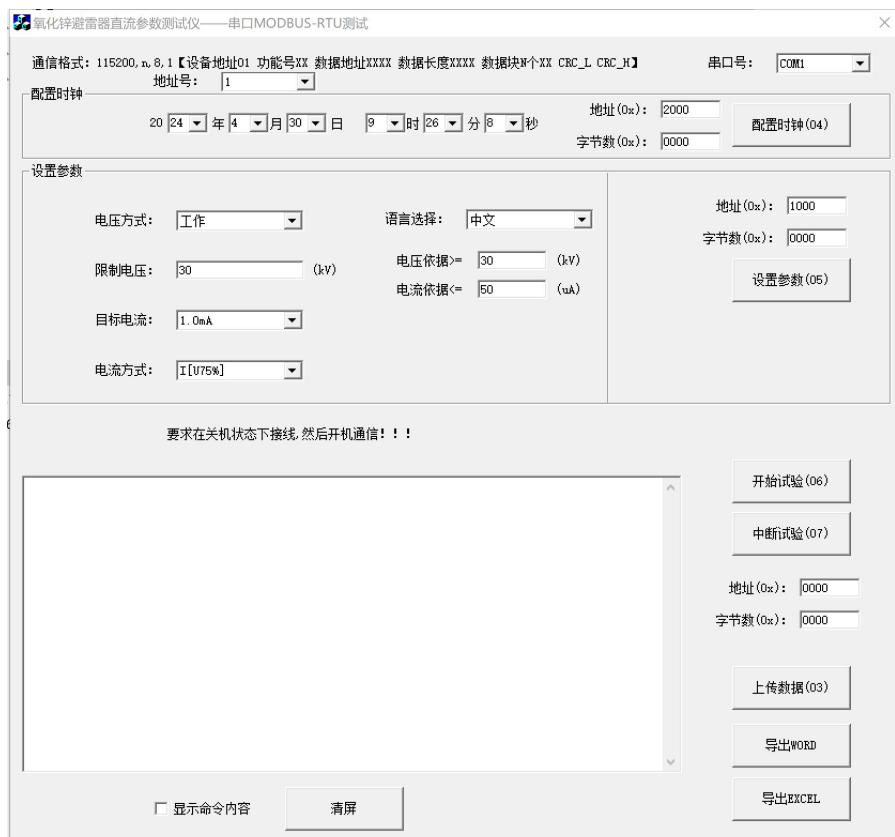 氧化锌避雷器直流参数测试仪——串口MODBUS-RTU测试
通信格式: 115200,n,8,1【设备地址01 功能号XX 数据地址XXXX 数据长度XXXX 数据块N个XX CRC_L CRC_H】
串口号: COM1
地址号: 1
配置时钟
20 24 年 4 月 30 日 9 时 26 分 8 秒
地址(0x): 2000
字节数(0x): 0000
配置时钟(04)
设置参数
电压方式: 工作
语言选择: 中文
限制电压: 30 (kV)
电压依据>= 30 (kV)
电流依据<= 50 (uA)
目标电流: 1.0mA
电流方式: I[U75%]
地址(0x): 1000
字节数(0x): 0000
设置参数(05)
要求在关机状态下接线,然后开机通信!!!
开始试验(06)
中断试验(07)
地址(0x): 0000
字节数(0x): 0000
上传数据(03)
导出WORD
导出EXCEL
显示命令内容
清屏